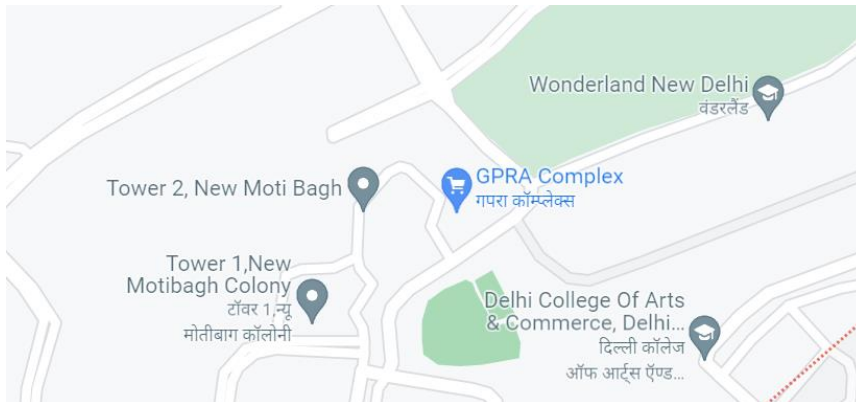 Wonderland New Delhi
वंडरलैंड
Tower 2, New Moti Bagh
GPRA Complex
गपरा कॉम्प्लेक्स
Tower 1,New
Motibagh Colony
टॉवर 1,न्यू
मोतीबाग कॉलोनी
Delhi College Of Arts
& Commerce, Delhi...
दिल्ली कॉलेज
ऑफ आर्ट्स ऍण्ड...